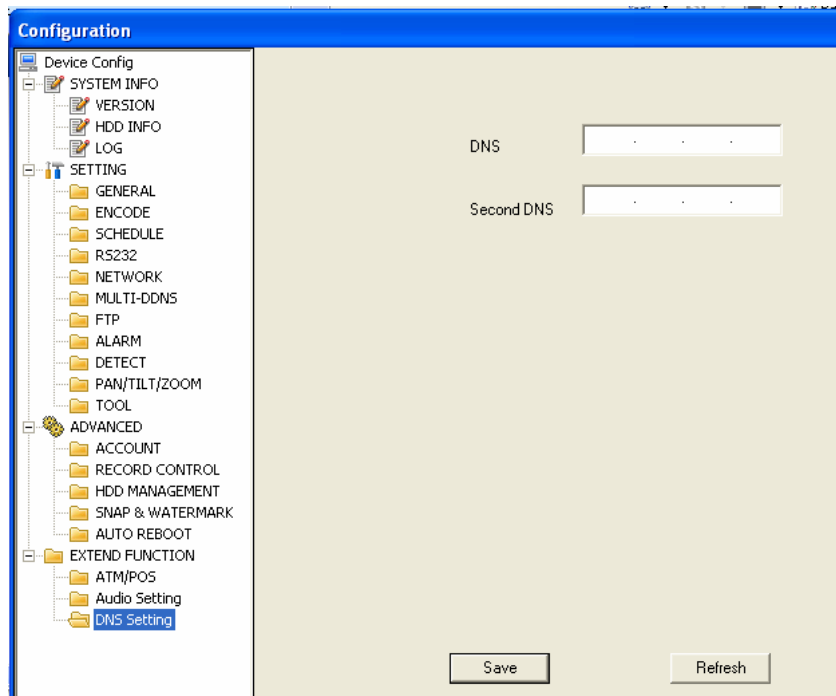 Configuration
Device Config
SYSTEM INFO
VERSION
HDD INFO
LOG
SETTING
GENERAL
ENCODE
SCHEDULE
RS232
NETWORK
MULTI-DDNS
FTP
ALARM
DETECT
PAN/TILT/ZOOM
TOOL
ADVANCED
ACCOUNT
RECORD CONTROL
HDD MANAGEMENT
SNAP & WATERMARK
AUTO REBOOT
EXTEND FUNCTION
ATM/POS
Audio Setting
DNS Setting
DNS . . .
Second DNS . . .
Save Refresh